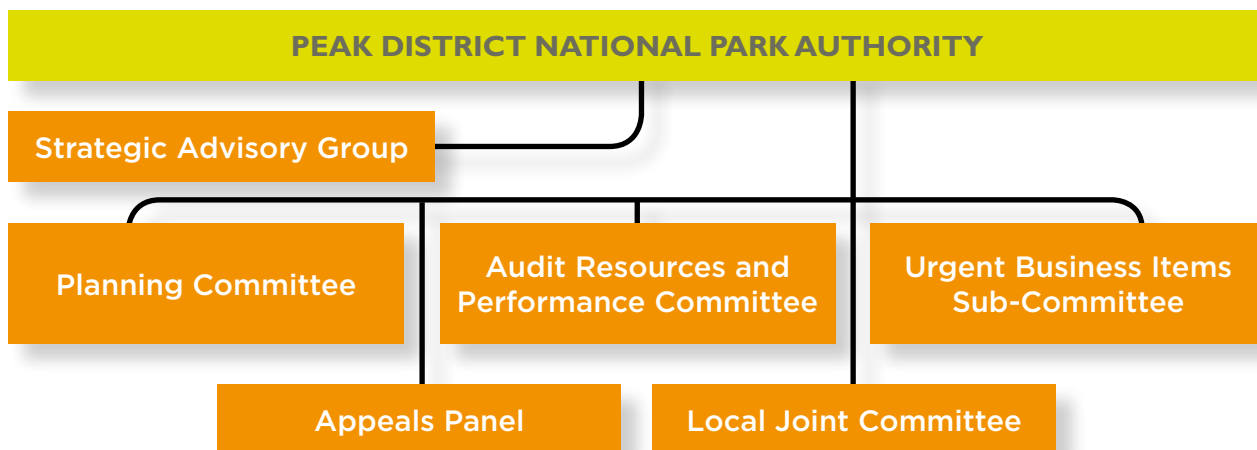 PEAK DISTRICT NATIONAL PARK AUTHORITY
Strategic Advisory Group
Planning Committee
Audit Resources and
Performance Committee
Urgent Business Items
Sub-Committee
Appeals Panel
Local Joint Committee